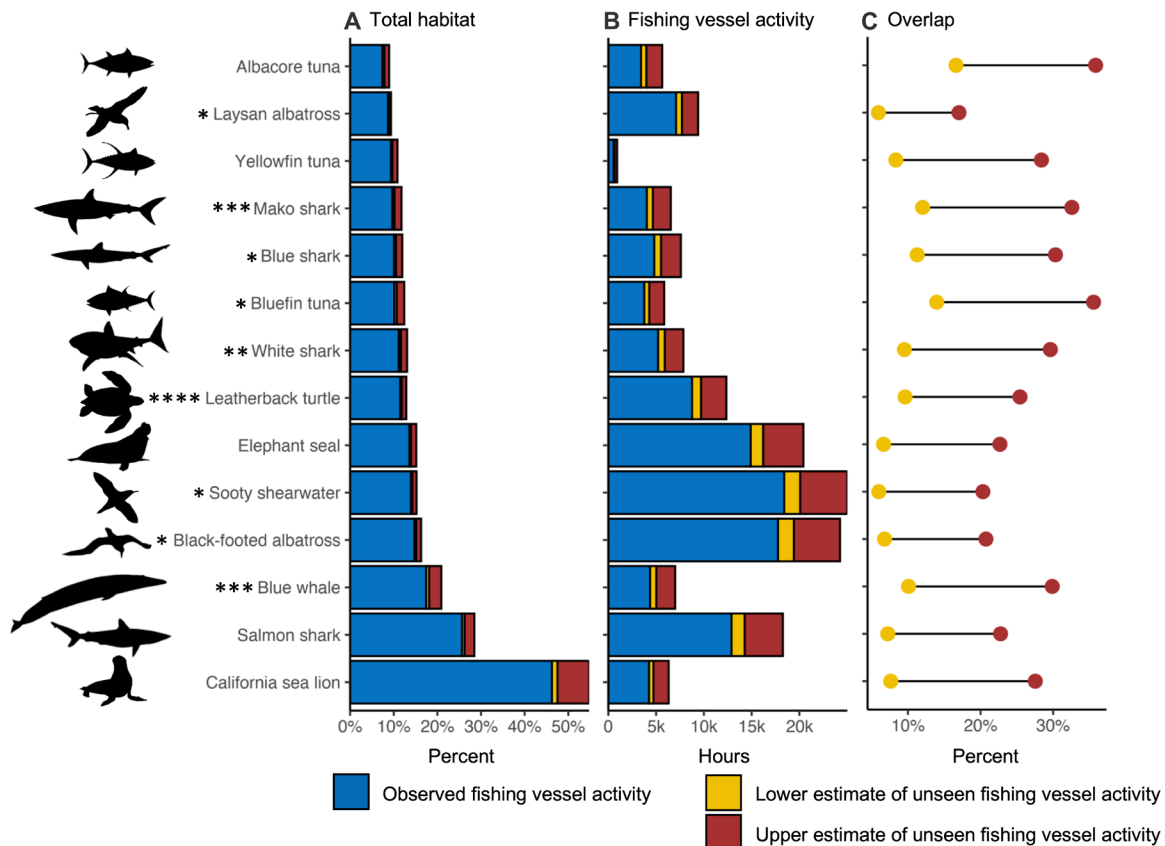 A Total habitat
B Fishing vessel activity
C Overlap
Albacore tuna
* Laysan albatross
Yellowfin tuna
*** Mako shark
* Blue shark
* Bluefin tuna
** White shark
**** Leatherback turtle
Elephant seal
* Sooty shearwater
* Black-footed albatross
*** Blue whale
Salmon shark
California sea lion
0% 10% 20% 30% 40% 50%
0 5k 10k 15k 20k
10% 20% 30%
Percent
Hours
Percent
Observed fishing vessel activity
Lower estimate of unseen fishing vessel activity
Upper estimate of unseen fishing vessel activity